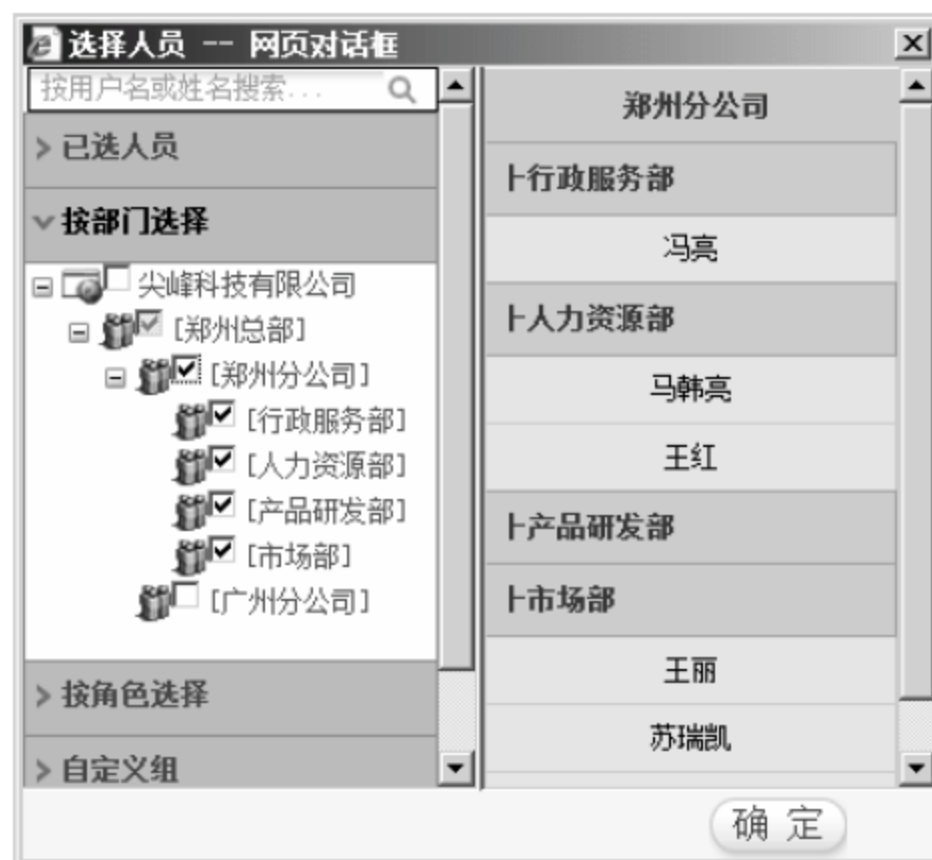 选择人员 -- 网页对话框
按用户名或姓名搜索...
> 已选人员
按部门选择
尖峰科技有限公司
[郑州总部]
[郑州分公司]
[行政服务部]
[人力资源部]
[产品研发部]
[市场部]
[广州分公司]
> 按角色选择
> 自定义组
郑州分公司
├行政服务部
冯亮
├人力资源部
马韩亮
王红
├产品研发部
├市场部
王丽
苏瑞凯
确 定